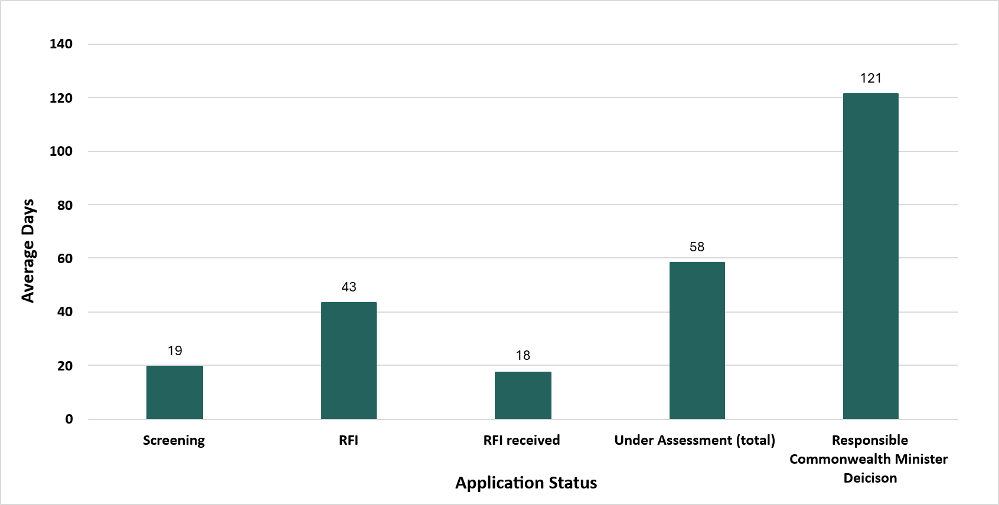 140
120
100
80
60
40
20
0
Average Days
19
43
18
58
121
Screening
RFI
RFI received
Under Assessment (total)
Responsible
Commonwealth Minister
Deicison
Application Status